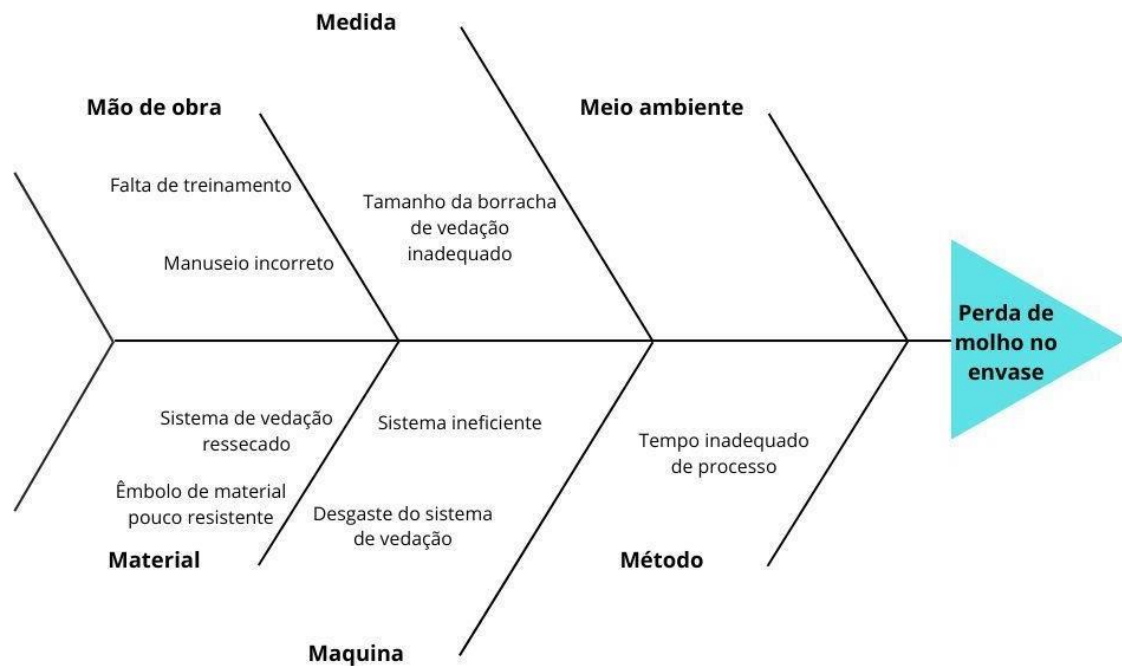 Medida
Mão de obra
Meio ambiente
Falta de treinamento
Tamanho da borracha
de vedação
inadequado
Manuseio incorreto
Perda de
molho no
envase
Sistema de vedação
ressecado
Sistema ineficiente
Tempo inadequado
de processo
Êmbolo de material
pouco resistente
Desgaste do sistema
de vedação
Material
Método
Maquina